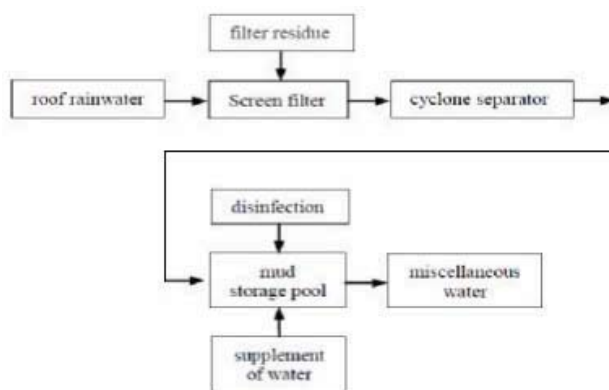 filter residue
roof rainwater
Screen filter
cyclone separator
disinfection
mud
storage pool
miscellaneous
water
supplement
of water